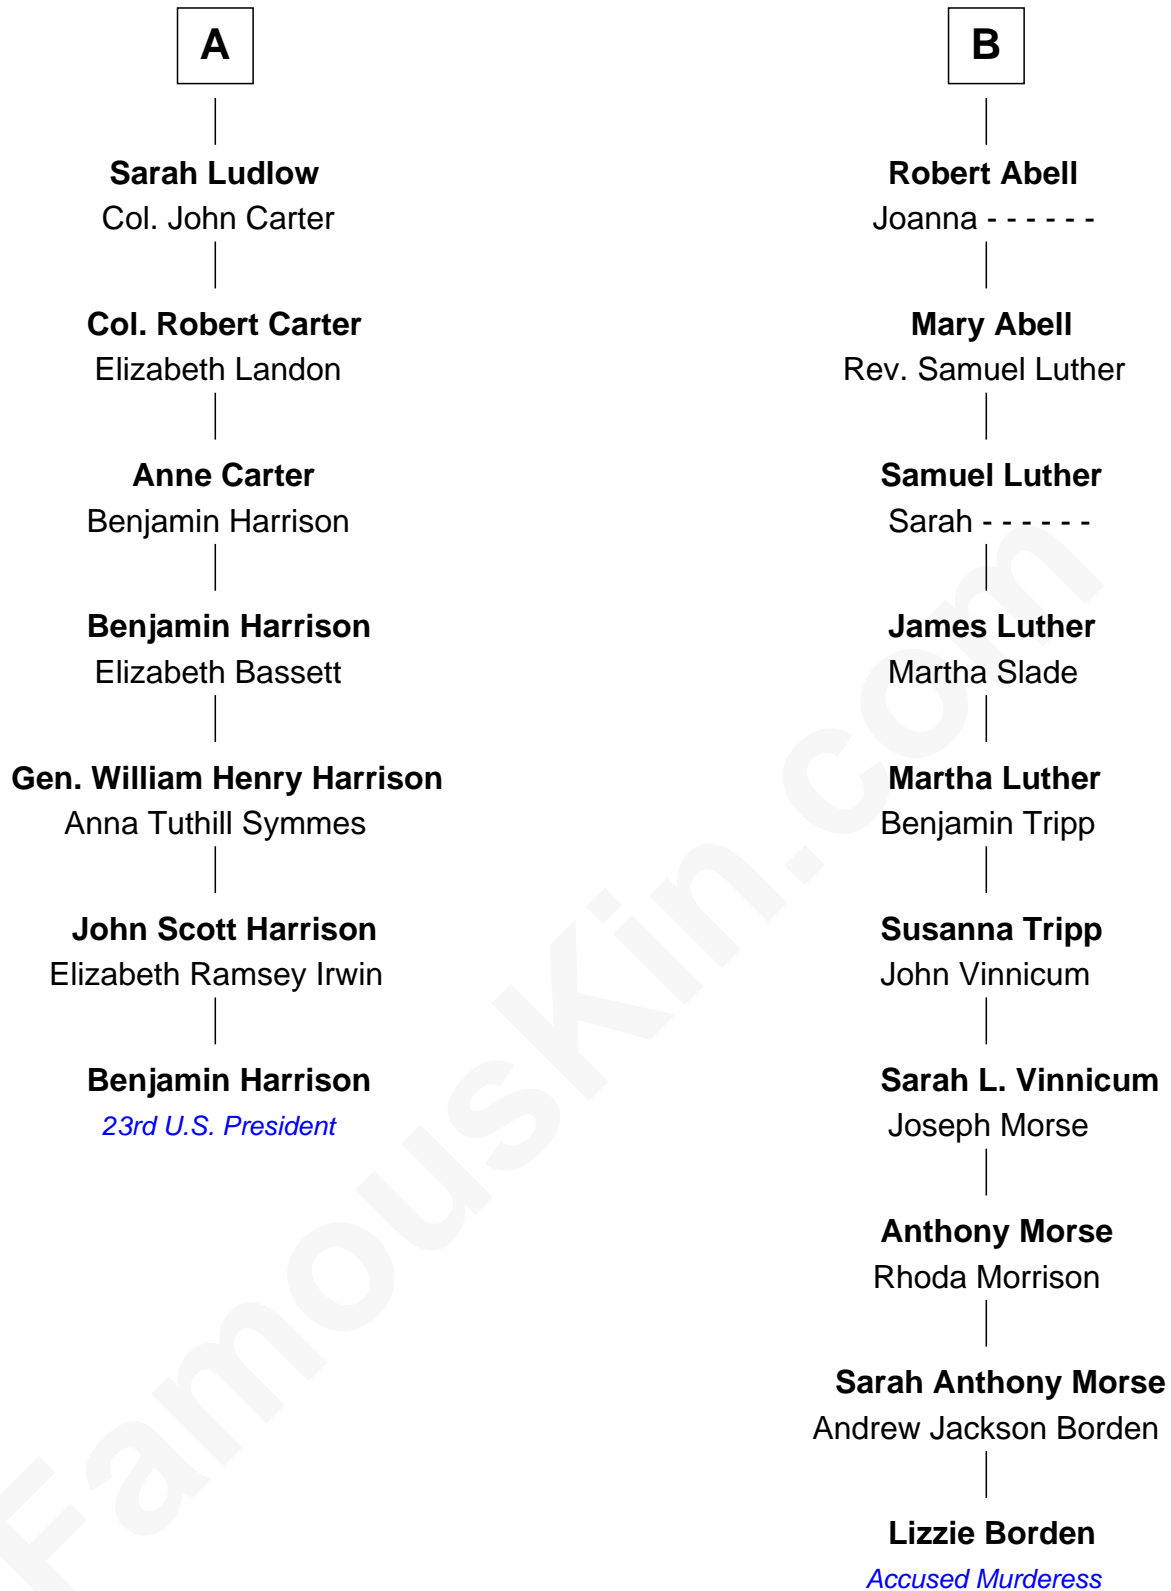 A
Sarah Ludlow
Col. John Carter
Col. Robert Carter
Elizabeth Landon
Anne Carter
Benjamin Harrison
Benjamin Harrison
Elizabeth Bassett
Gen. William Henry Harrison
Anna Tuthill Symmes
John Scott Harrison
Elizabeth Ramsey Irwin
Benjamin Harrison
23rd U.S. President
B
Robert Abell
Joanna - - - - - -
Mary Abell
Rev. Samuel Luther
Samuel Luther
Sarah - - - - - -
James Luther
Martha Slade
Martha Luther
Benjamin Tripp
Susanna Tripp
John Vinnicum
Sarah L. Vinnicum
Joseph Morse
Anthony Morse
Rhoda Morrison
Sarah Anthony Morse
Andrew Jackson Borden
Lizzie Borden
Accused Murderess
FamousKin.com